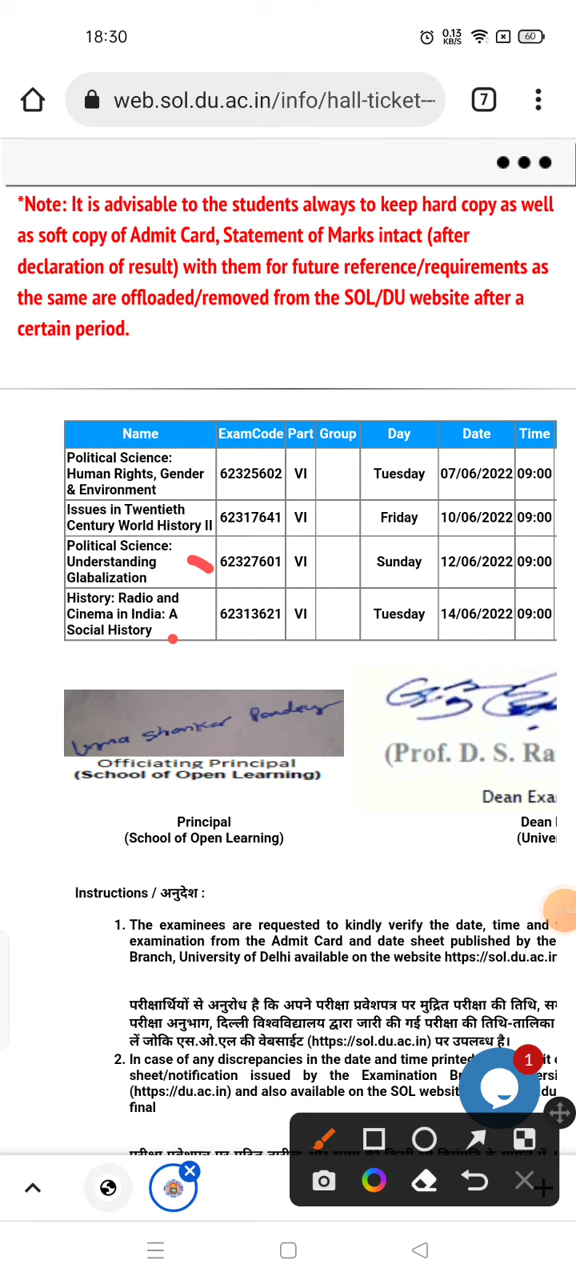 18:30
0.13
KB/S
60
web.sol.du.ac.in/info/hall-ticket--
7
*Note: It is advisable to the students always to keep hard copy as well
as soft copy of Admit Card, Statement of Marks intact (after
declaration of result) with them for future reference/requirements as
the same are offloaded/removed from the SOL/DU website after a
certain period.
Name ExamCode Part Group Day Date Time
Political Science:
Human Rights, Gender
& Environment 62325602 VI Tuesday 07/06/2022 09:00
Issues in Twentieth
Century World History II 62317641 VI Friday 10/06/2022 09:00
Political Science:
Understanding
Glabalization 62327601 VI Sunday 12/06/2022 09:00
History: Radio and
Cinema in India: A
Social History 62313621 VI Tuesday 14/06/2022 09:00
Uma Shankar Pandey
Officiating Principal
(School of Open Learning)
(Prof. D. S. Ra
Dean Exa
Principal
(School of Open Learning)
Dean
(Unive
Instructions / अनुदेश :
1. The examinees are requested to kindly verify the date, time and
examination from the Admit Card and date sheet published by the
Branch, University of Delhi available on the website https://sol.du.ac.in
परीक्षार्थियों से अनुरोध है कि अपने परीक्षा प्रवेशपत्र पर मुद्रित परीक्षा की तिथि, स
परीक्षा अनुभाग, दिल्ली विश्वविद्यालय द्वारा जारी की गई परीक्षा की तिथि-तालिका
लें जोकि एस.ओ.एल की वेबसाईट (https://sol.du.ac.in) पर उपलब्ध है।
2. In case of any discrepancies in the date and time printed
sheet/notification issued by the Examination
(https://du.ac.in) and also available on the SOL websit
final
1